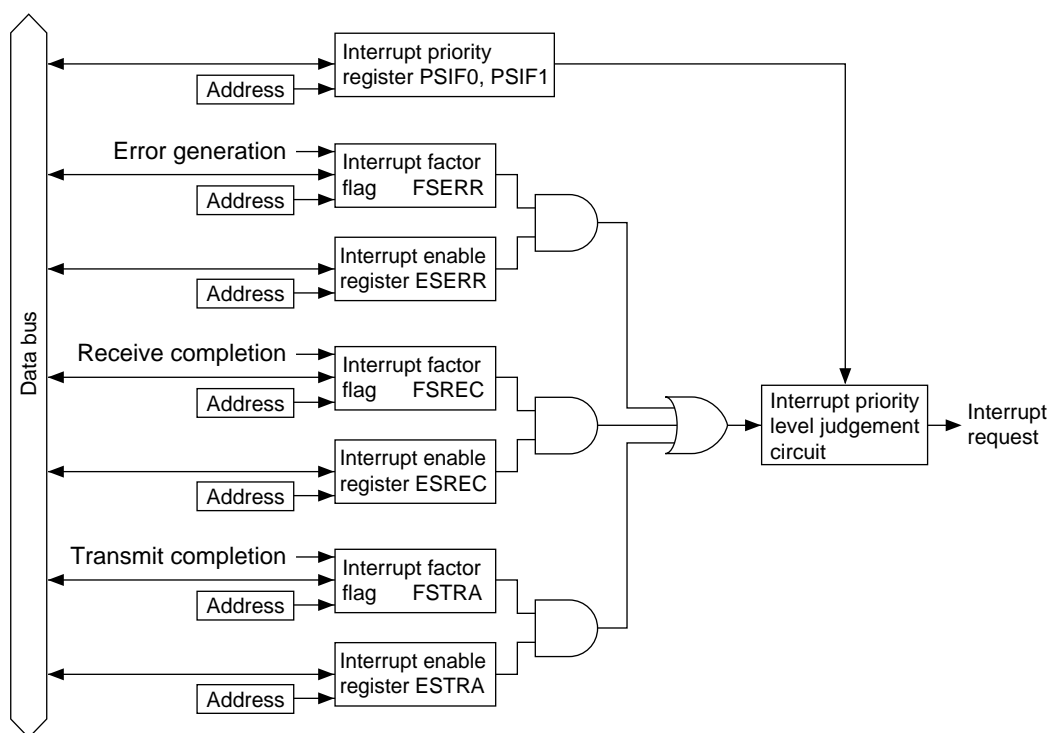 Data bus
Interrupt priority
register PSIF0, PSIF1
Address
Error generation
Interrupt factor
flag FSERR
Address
Interrupt enable
register ESERR
Address
Receive completion
Interrupt factor
flag FSREC
Address
Interrupt enable
register ESREC
Address
Transmit completion
Interrupt factor
flag FSTRA
Address
Interrupt enable
register ESTRA
Address
Interrupt priority
level judgement
circuit
Interrupt
request